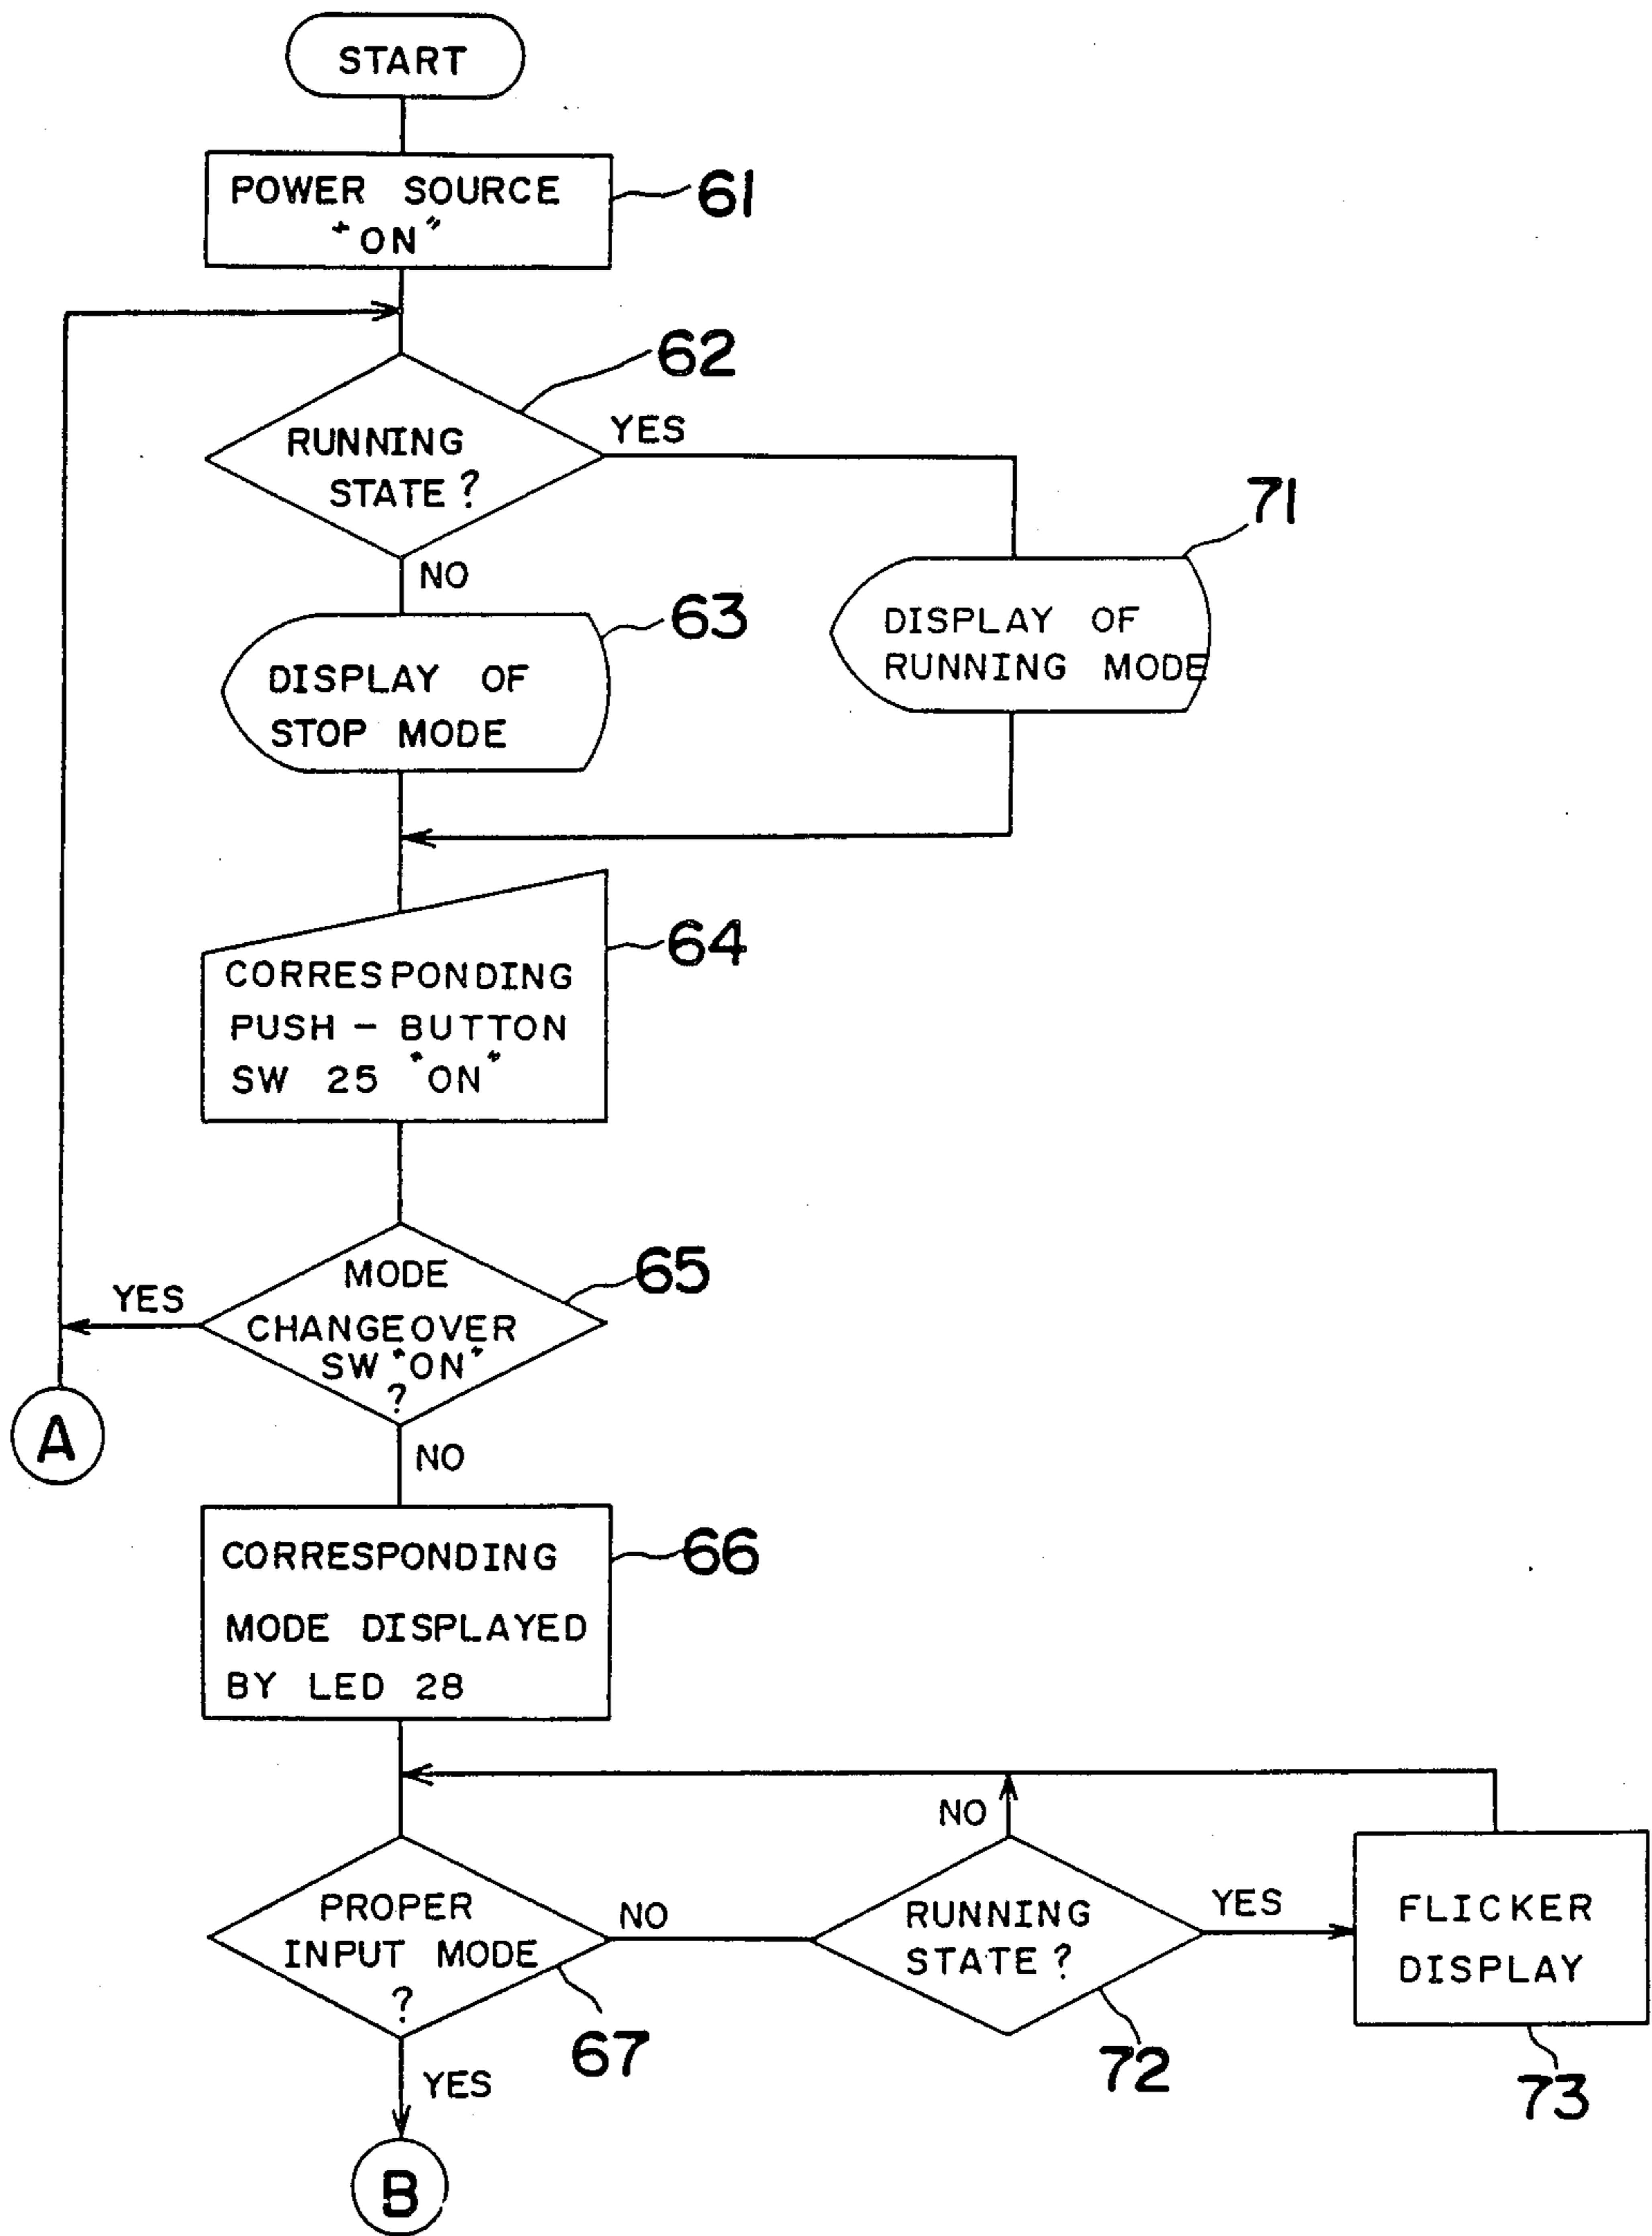 START
POWER SOURCE
"ON"
61
62
RUNNING
STATE?
YES
NO
71
DISPLAY OF
RUNNING MODE
63
DISPLAY OF
STOP MODE
64
CORRESPONDING
PUSH-BUTTON
SW 25 "ON"
65
MODE
CHANGEOVER
SW "ON"
?
YES
A
NO
66
CORRESPONDING
MODE DISPLAYED
BY LED 28
PROPER
INPUT MODE
?
NO
67
YES
B
RUNNING
STATE?
NO
YES
72
FLICKER
DISPLAY
73